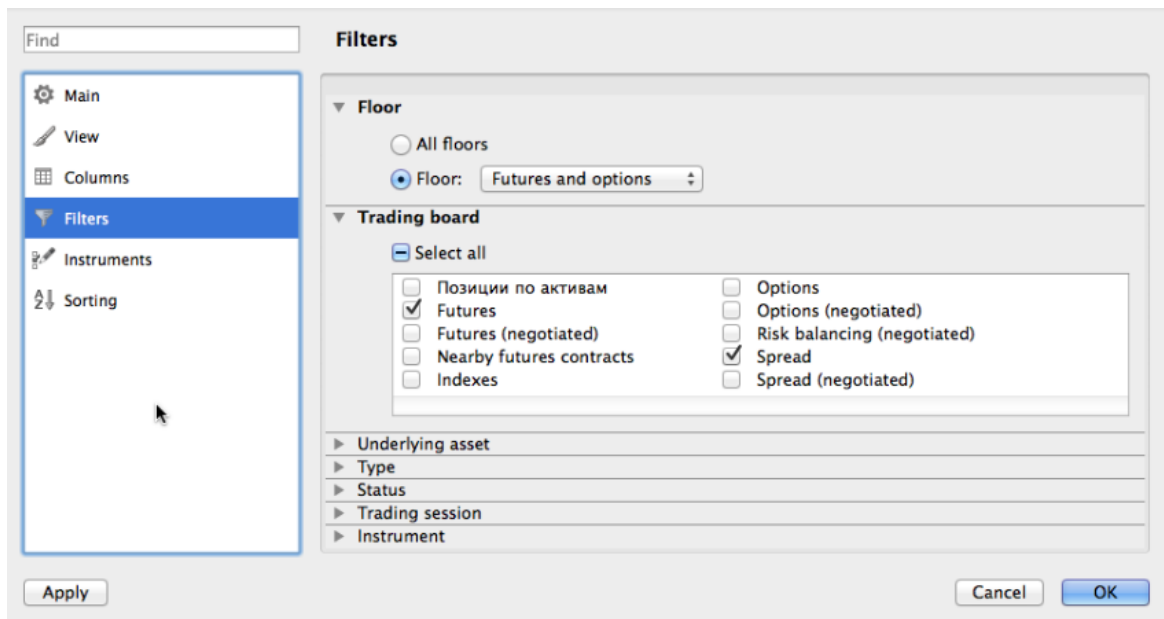 Find
Filters
Main
View
Columns
Filters
Instruments
Sorting
Floor
All floors
Floor: Futures and options
Trading board
Select all
Позиции по активам Options
Futures Options (negotiated)
Futures (negotiated) Risk balancing (negotiated)
Nearby futures contracts Spread
Indexes Spread (negotiated)
Underlying asset
Type
Status
Trading session
Instrument
Apply Cancel OK